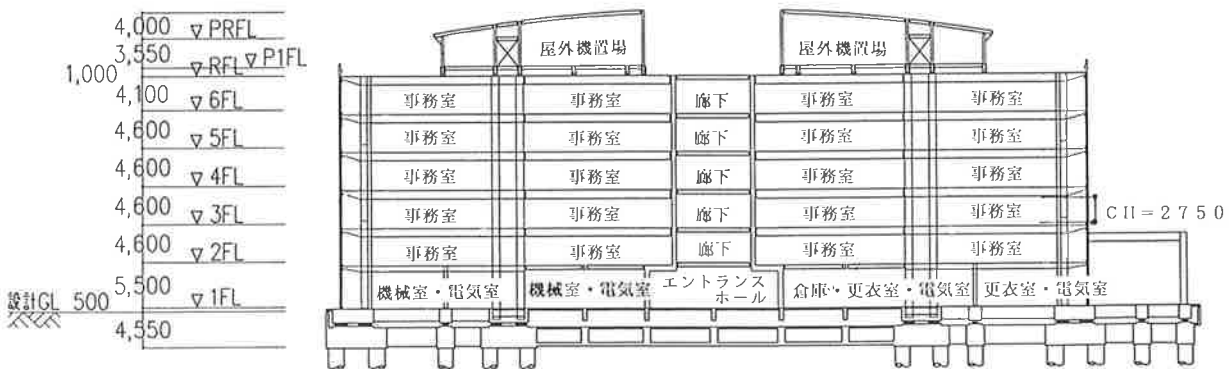 4,000 ▽PRFL
3,550 ▽P1FL
1,000 ▽RFL
4,100 ▽6FL
4,600 ▽5FL
4,600 ▽4FL
4,600 ▽3FL
4,600 ▽2FL
5,500 ▽1FL
設計GL 500
4,550
屋外機置場 屋外機置場
事務室 事務室 廊下 事務室 事務室
事務室 事務室 廊下 事務室 事務室
事務室 事務室 廊下 事務室 事務室
事務室 事務室 廊下 事務室 事務室
CH=2750
事務室 事務室 廊下 事務室 事務室
機械室・電気室 機械室・電気室 エントランス
ホール 倉庫・更衣室・電気室 更衣室・電気室